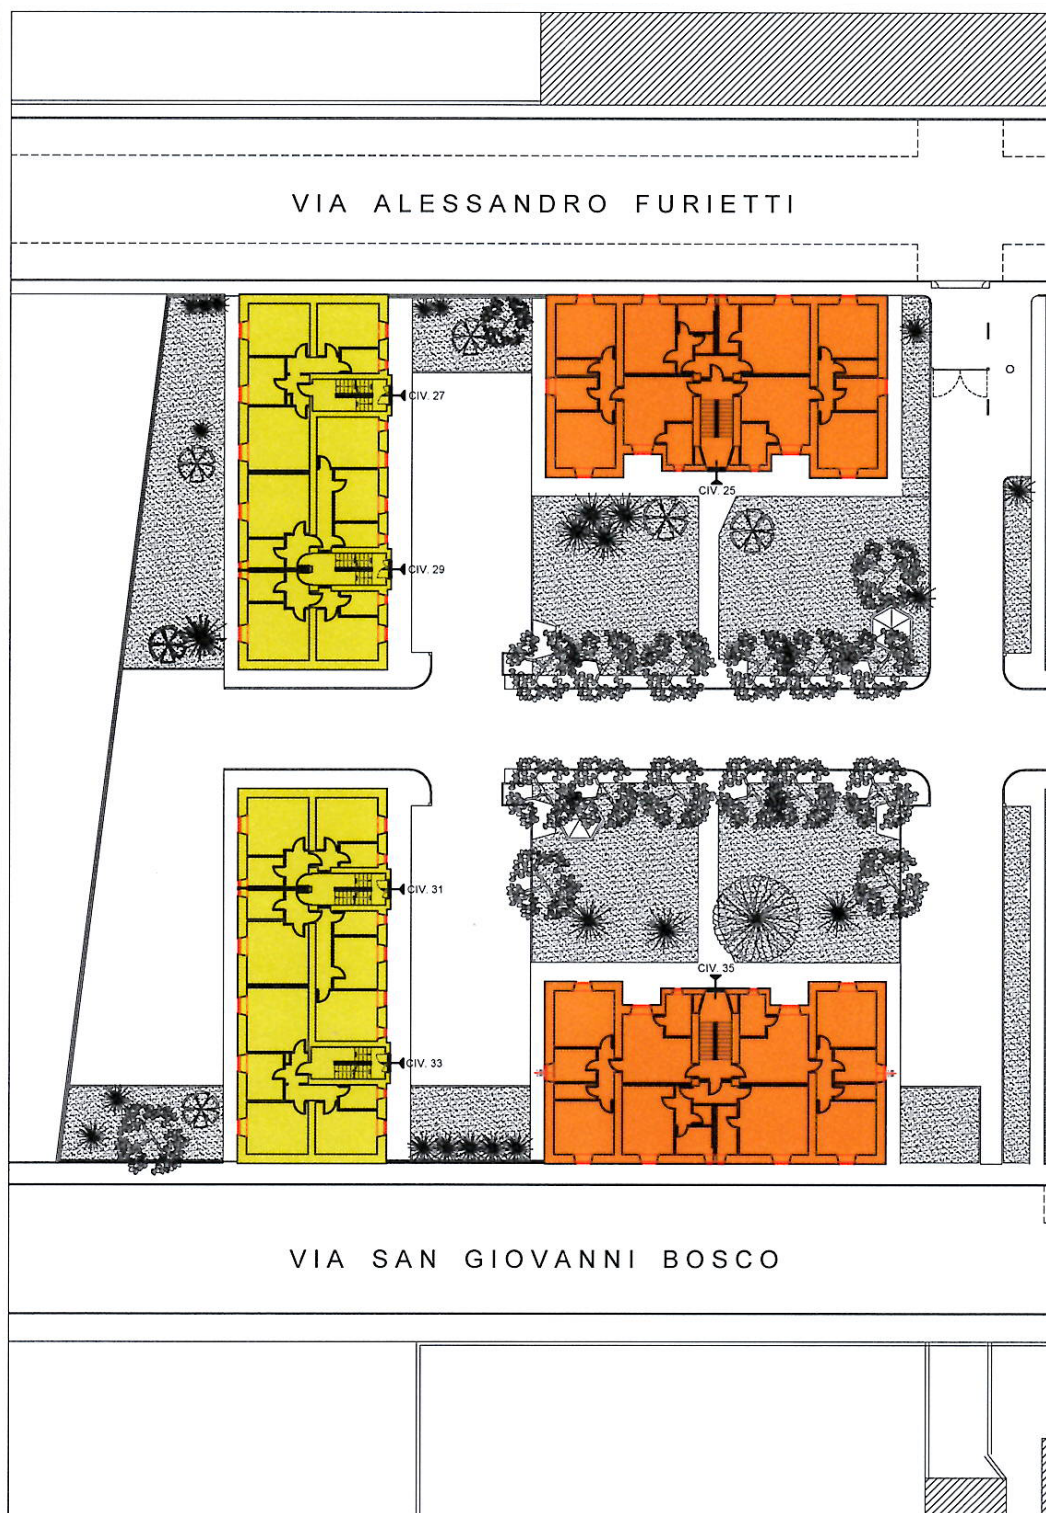 VIA ALESSANDRO FURIETTI
CIV. 27
CIV. 25
CIV. 29
CIV. 31
CIV. 35
CIV. 33
VIA SAN GIOVANNI BOSCO